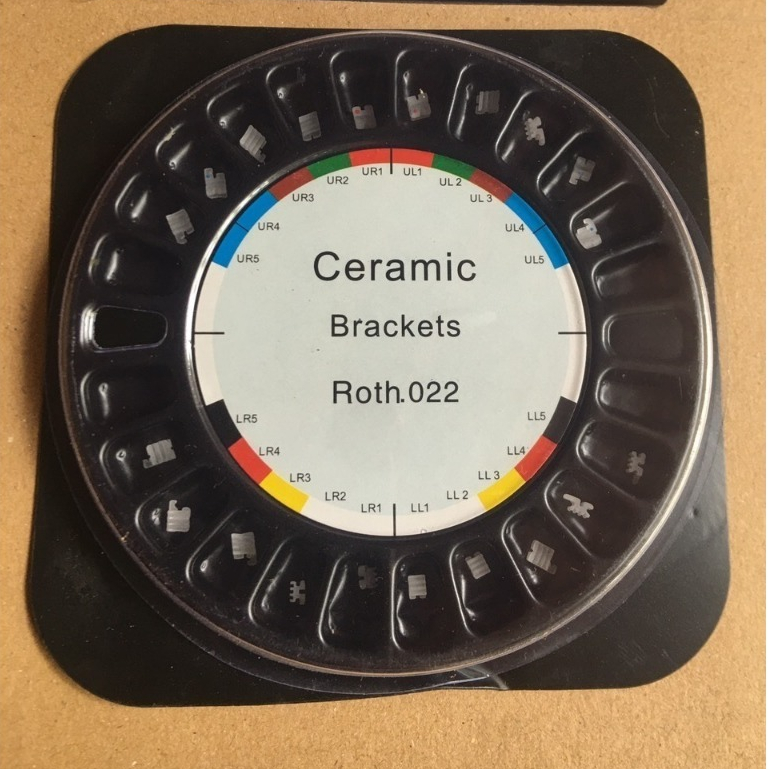 UR1 UL1
UR2 UL 2
UR3 UL 3
UR4 UL4
UR5 UL5
Ceramic
Brackets
Roth.022
LR5 LL5
LR4 LL4
LR3 LL 3
LR2 LL 2
LR1 LL1